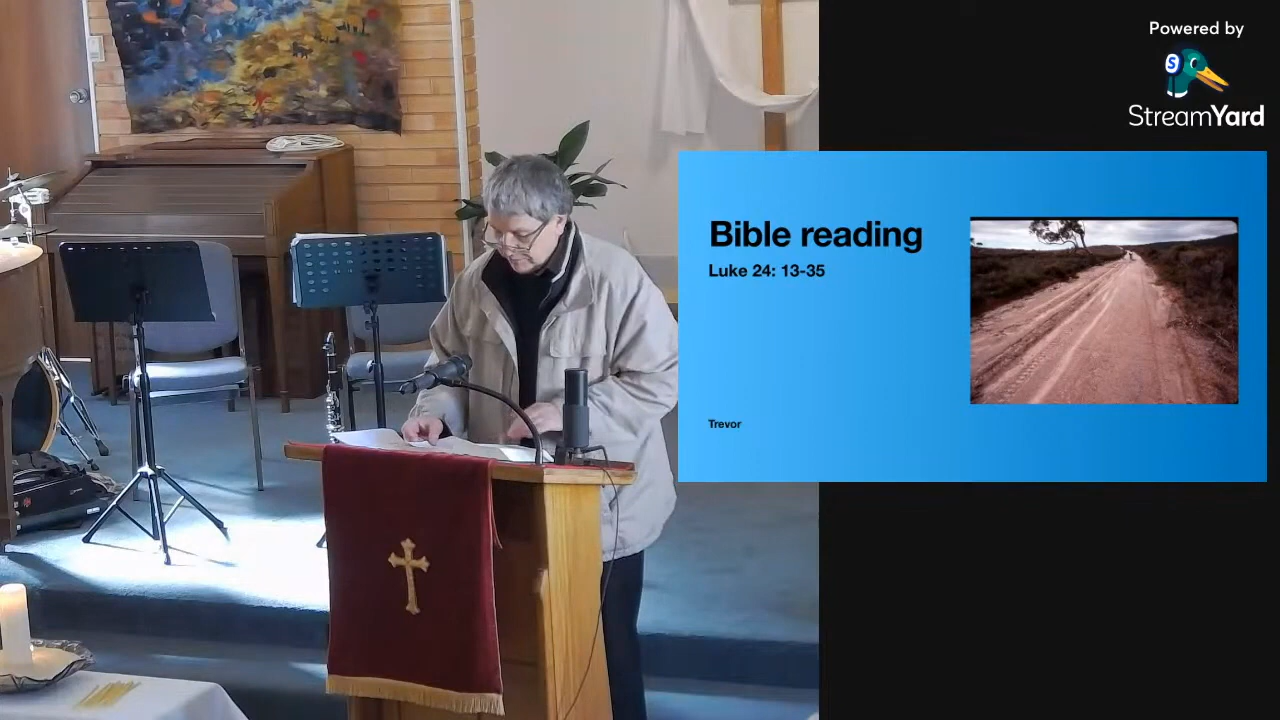 Powered by
StreamYard
Bible reading
Luke 24: 13-35
Trevor